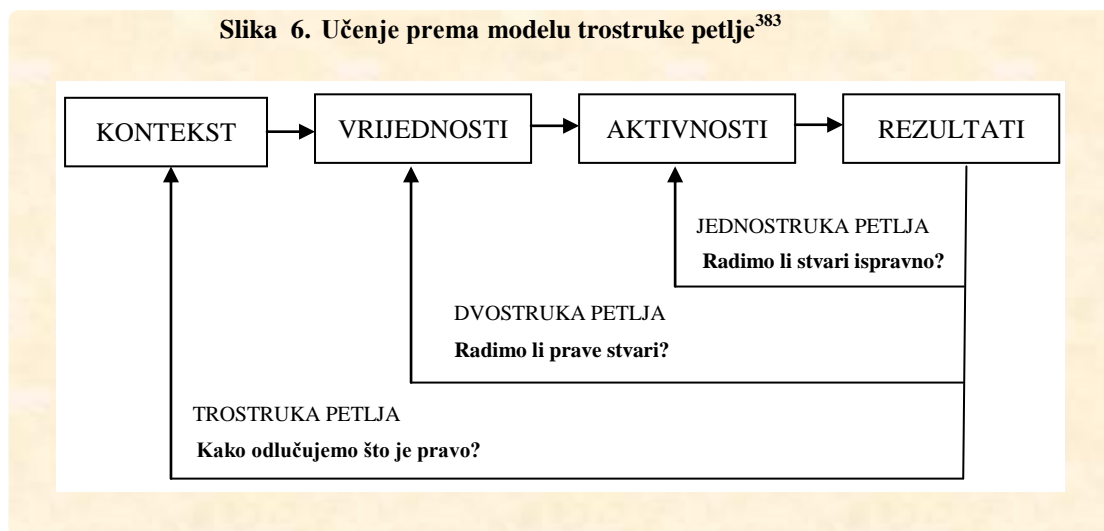 Slika 6. Učenje prema modelu trostruke petlje383
KONTEKST
VRIJEDNOSTI
AKTIVNOSTI
REZULTATI
JEDNOSTRUKA PETLJA
Radimo li stvari ispravno?
DVOSTRUKA PETLJA
Radimo li prave stvari?
TROSTRUKA PETLJA
Kako odlučujemo što je pravo?